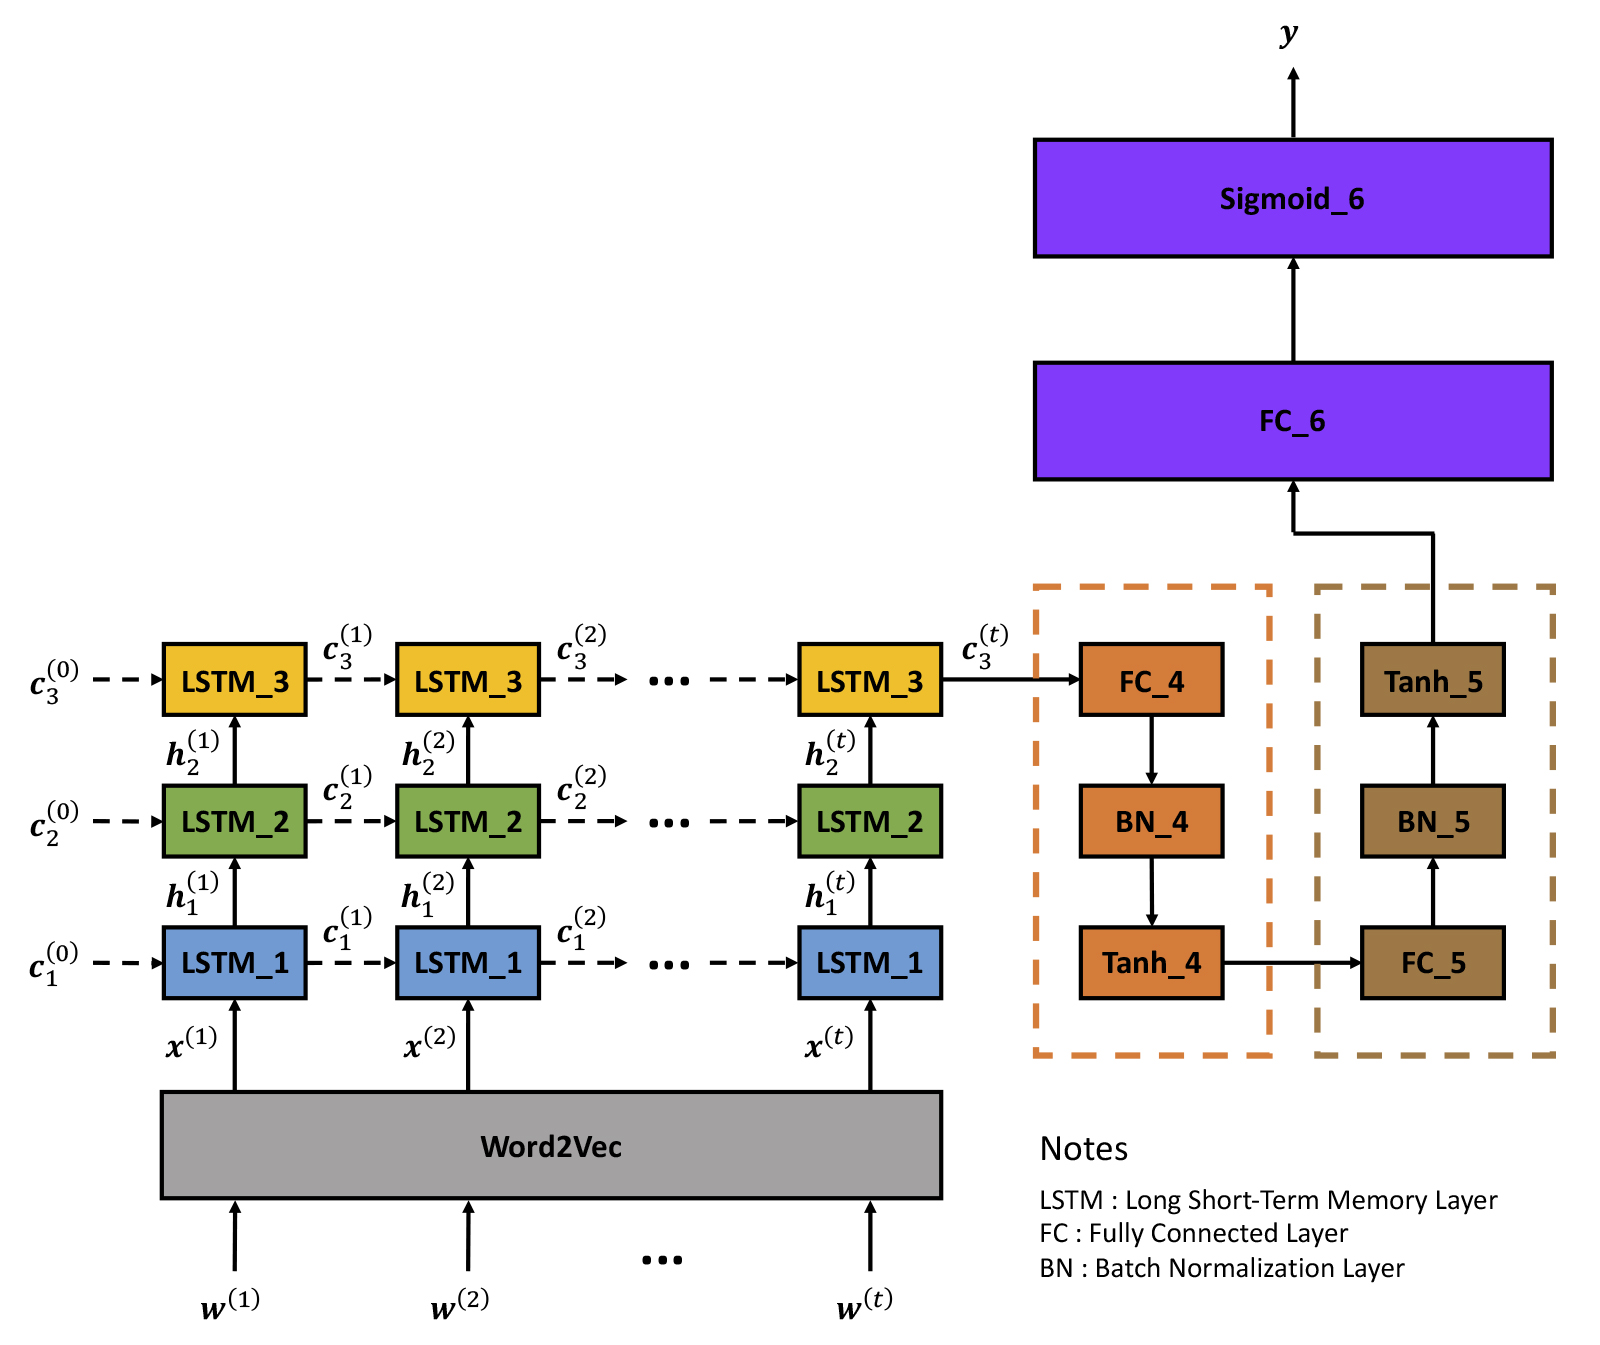 y
Sigmoid_6
FC_6
c_3^{(0)} LSTM_3 c_3^{(1)} LSTM_3 c_3^{(2)} ... LSTM_3 c_3^{(t)} FC_4 Tanh_5
h_2^{(1)} h_2^{(2)} h_2^{(t)}
c_2^{(0)} LSTM_2 c_2^{(1)} LSTM_2 c_2^{(2)} ... LSTM_2 BN_4 BN_5
h_1^{(1)} h_1^{(2)} h_1^{(t)}
c_1^{(0)} LSTM_1 c_1^{(1)} LSTM_1 c_1^{(2)} ... LSTM_1 Tanh_4 FC_5
x^{(1)} x^{(2)} x^{(t)}
Word2Vec
w^{(1)} w^{(2)} ... w^{(t)}
Notes
LSTM : Long Short-Term Memory Layer
FC : Fully Connected Layer
BN : Batch Normalization Layer